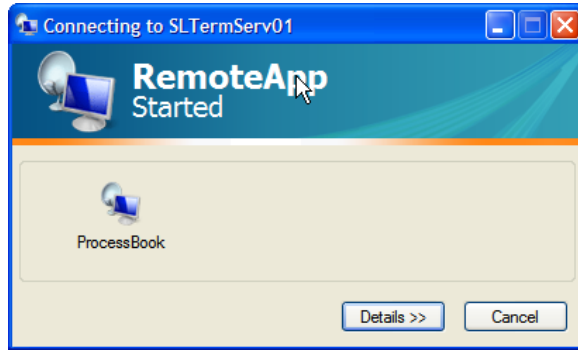 Connecting to SLTermServ01
RemoteApp
Started
ProcessBook
Details >>
Cancel